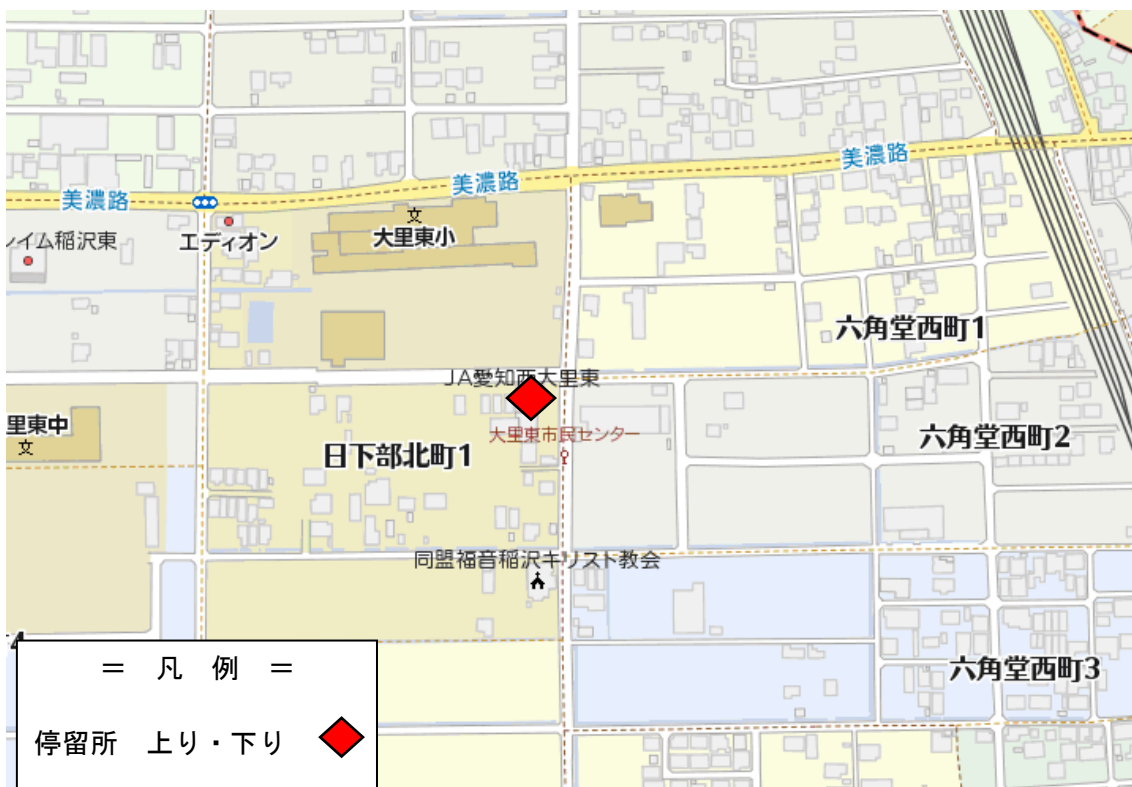 美濃路
美濃路
美濃路
文
大里東小
エディオン
レイム稲沢東
六角堂西町1
JA愛知西大里東
里東中
文
大里東市民センター
日下部北町1
六角堂西町2
同盟福音稲沢キリスト教会
六角堂西町3
＝ 凡 例 ＝
停留所 上り・下り